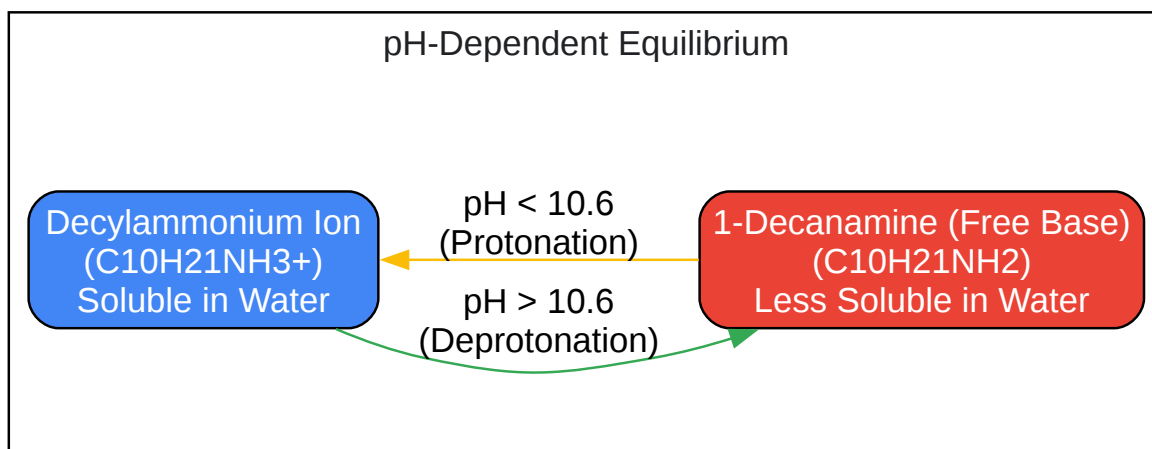 pH-Dependent Equilibrium
Decylammonium Ion
(C10H21NH3+)
Soluble in Water
pH < 10.6
(Protonation)
pH > 10.6
(Deprotonation)
1-Decanamine (Free Base)
(C10H21NH2)
Less Soluble in Water